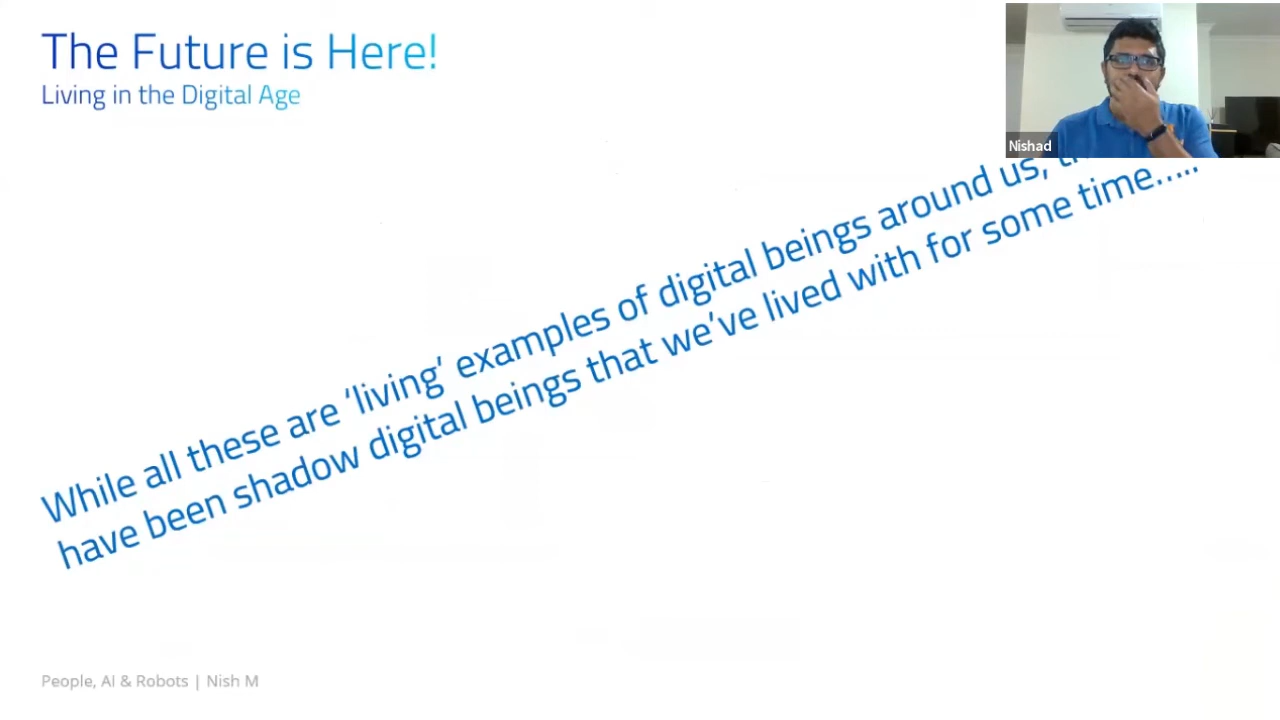 The Future is Here!
Living in the Digital Age
Nishad
While all these are ‘living’ examples of digital beings around us,
have been shadow digital beings that we’ve lived with for some time…..
People, AI & Robots | Nish M